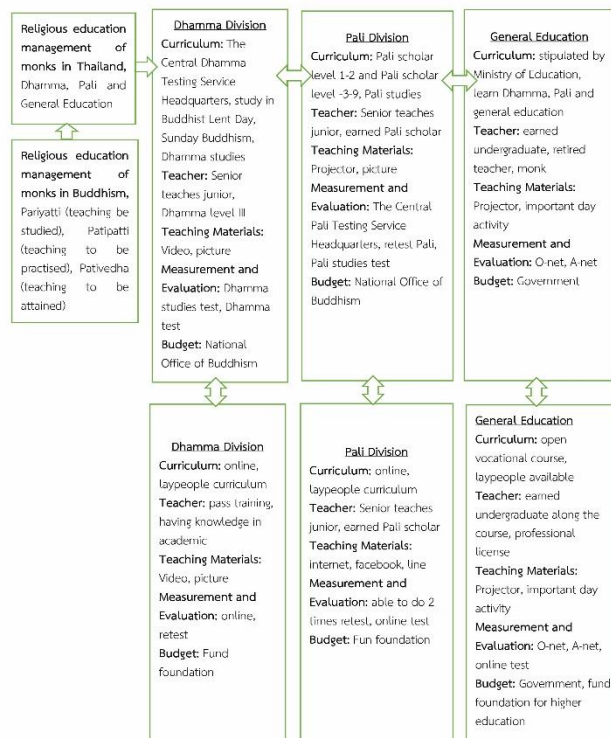 Religious education
management of
monks in Thailand,
Dhamma, Pali and
General Education
Religious education
management of
monks in Buddhism,
Pariyatti (teaching be
studied), Patipatti
(teaching to be
practised), Pativedha
(teaching to be
attained)
Dhamma Division
Curriculum: The
Central Dhamma
Testing Service
Headquarters, study in
Buddhist Lent Day,
Sunday Buddhism,
Dhamma studies
Teacher: Senior
teaches junior,
Dhamma level III
Teaching Materials:
Video, picture
Measurement and
Evaluation: Dhamma
studies test, Dhamma
test
Budget: National
Office of Buddhism
Pali Division
Curriculum: Pali scholar
level 1-2 and Pali scholar
level -3-9, Pali studies
Teacher: Senior teaches
junior, earned Pali scholar
Teaching Materials:
Projector, picture
Measurement and
Evaluation: The Central
Pali Testing Service
Headquarters, retest Pali,
Pali studies test
Budget: National Office of
Buddhism
General Education
Curriculum: stipulated by
Ministry of Education,
learn Dhamma, Pali and
general education
Teacher: earned
undergraduate, retired
teacher, monk
Teaching Materials:
Projector, important day
activity
Measurement and
Evaluation: O-net, A-net
Budget: Government
Dhamma Division
Curriculum: online,
laypeople curriculum
Teacher: pass training,
having knowledge in
academic
Teaching Materials:
Video, picture
Measurement and
Evaluation: online,
retest
Budget: Fund
foundation
Pali Division
Curriculum: online,
laypeople curriculum
Teacher: Senior teaches
junior, earned Pali scholar
Teaching Materials:
internet, facebook, line
Measurement and
Evaluation: able to do 2
times retest, online test
Budget: Fun foundation
General Education
Curriculum: open
vocational course,
laypeople available
Teacher: earned
undergraduate along the
course, professional
license
Teaching Materials:
Projector, important day
activity
Measurement and
Evaluation: O-net, A-net,
online test
Budget: Government, fund
foundation for higher
education